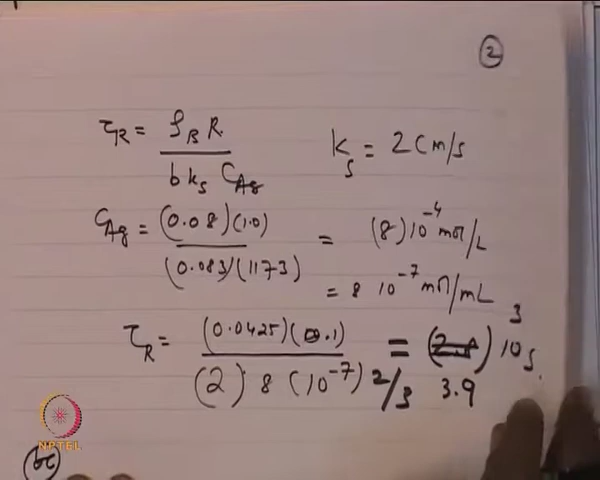 ②
τR = ρB R / b ks CAg
ks = 2 cm/s
CAg = (0.08)(1.0) / (0.083)(1173) = (8) 10^-4 mol/L
= 8 10^-7 mol/mL
τR = (0.0425)(0.1) / (2) 8 (10^-7) 2/3 = ( ) 10^3 s.
3.9
NPTEL